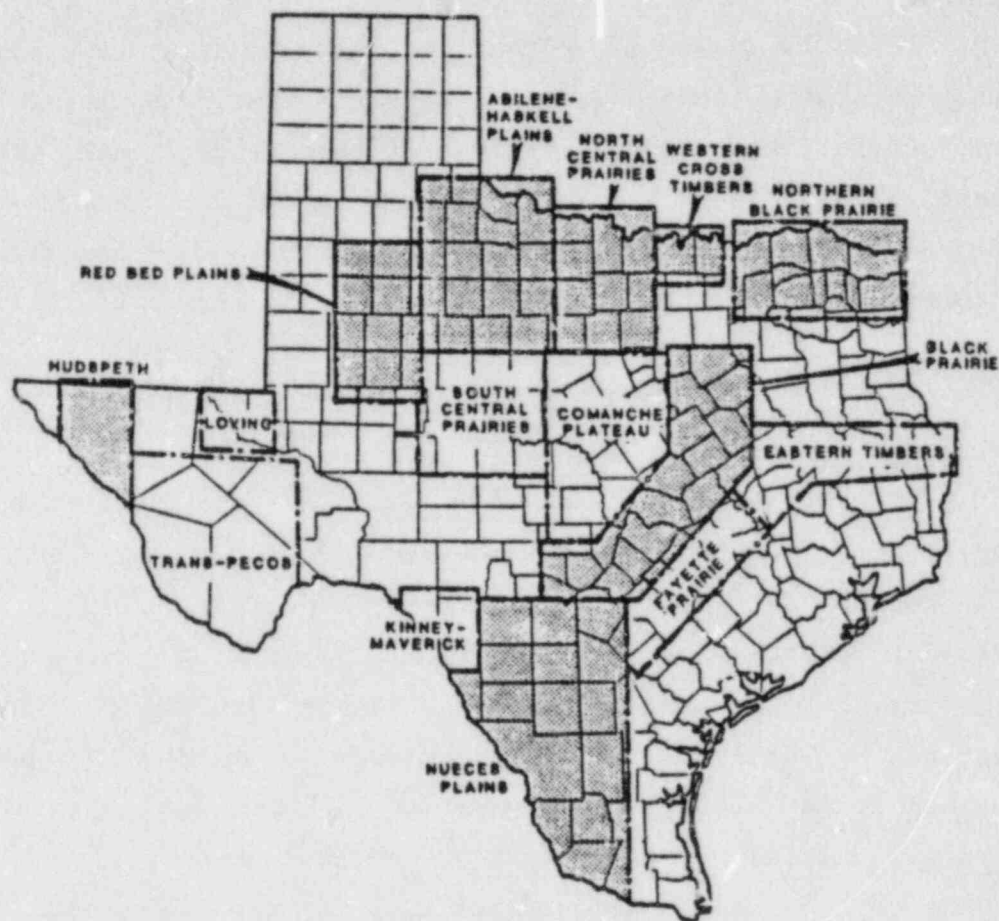 ABILENE-
HASKELL
PLAINS
NORTH
CENTRAL
PRAIRIES
WESTERN
CROSS
TIMBERS
NORTHERN
BLACK PRAIRIE
RED BED PLAINS
HUDSPETH
LOVING
SOUTH
CENTRAL
PRAIRIES
COMANCHE
PLATEAU
BLACK
PRAIRIE
EASTERN TIMBERS
TRANS-PECOS
FAYETTE
PRAIRIE
KINNEY-
MAVERICK
NUECES
PLAINS